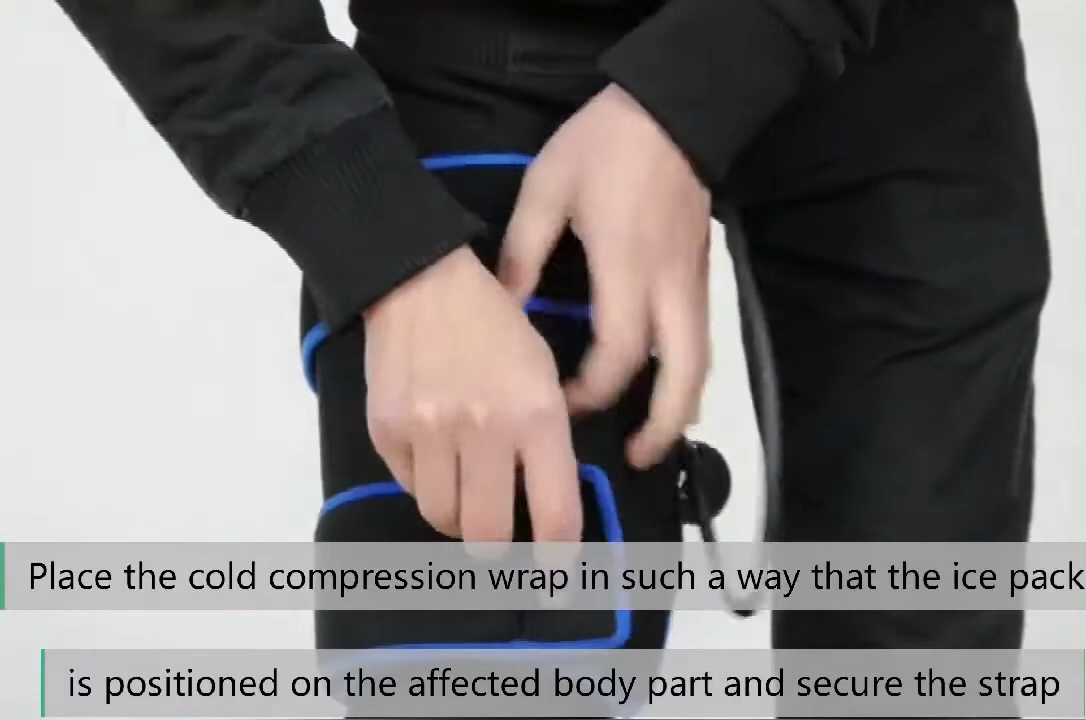 Place the cold compression wrap in such a way that the ice pack
is positioned on the affected body part and secure the strap